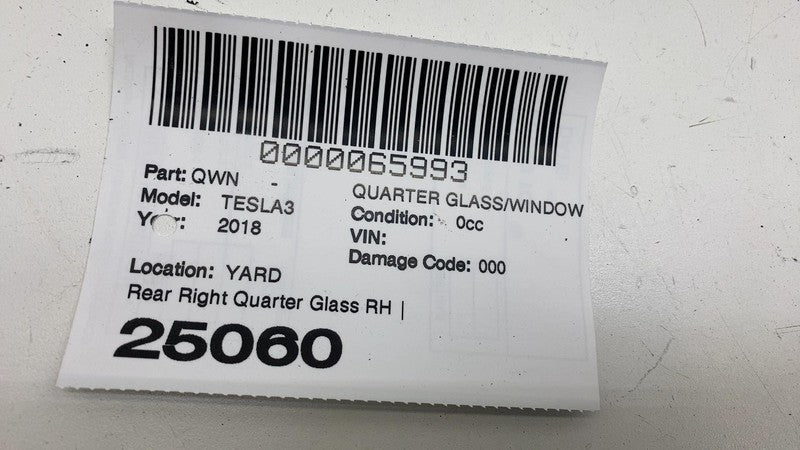 0000065993
Part: QWN - QUARTER GLASS/WINDOW
Model: TESLA3 Condition: 0cc
Year: 2018 VIN:
Damage Code: 000
Location: YARD
Rear Right Quarter Glass RH |
25060